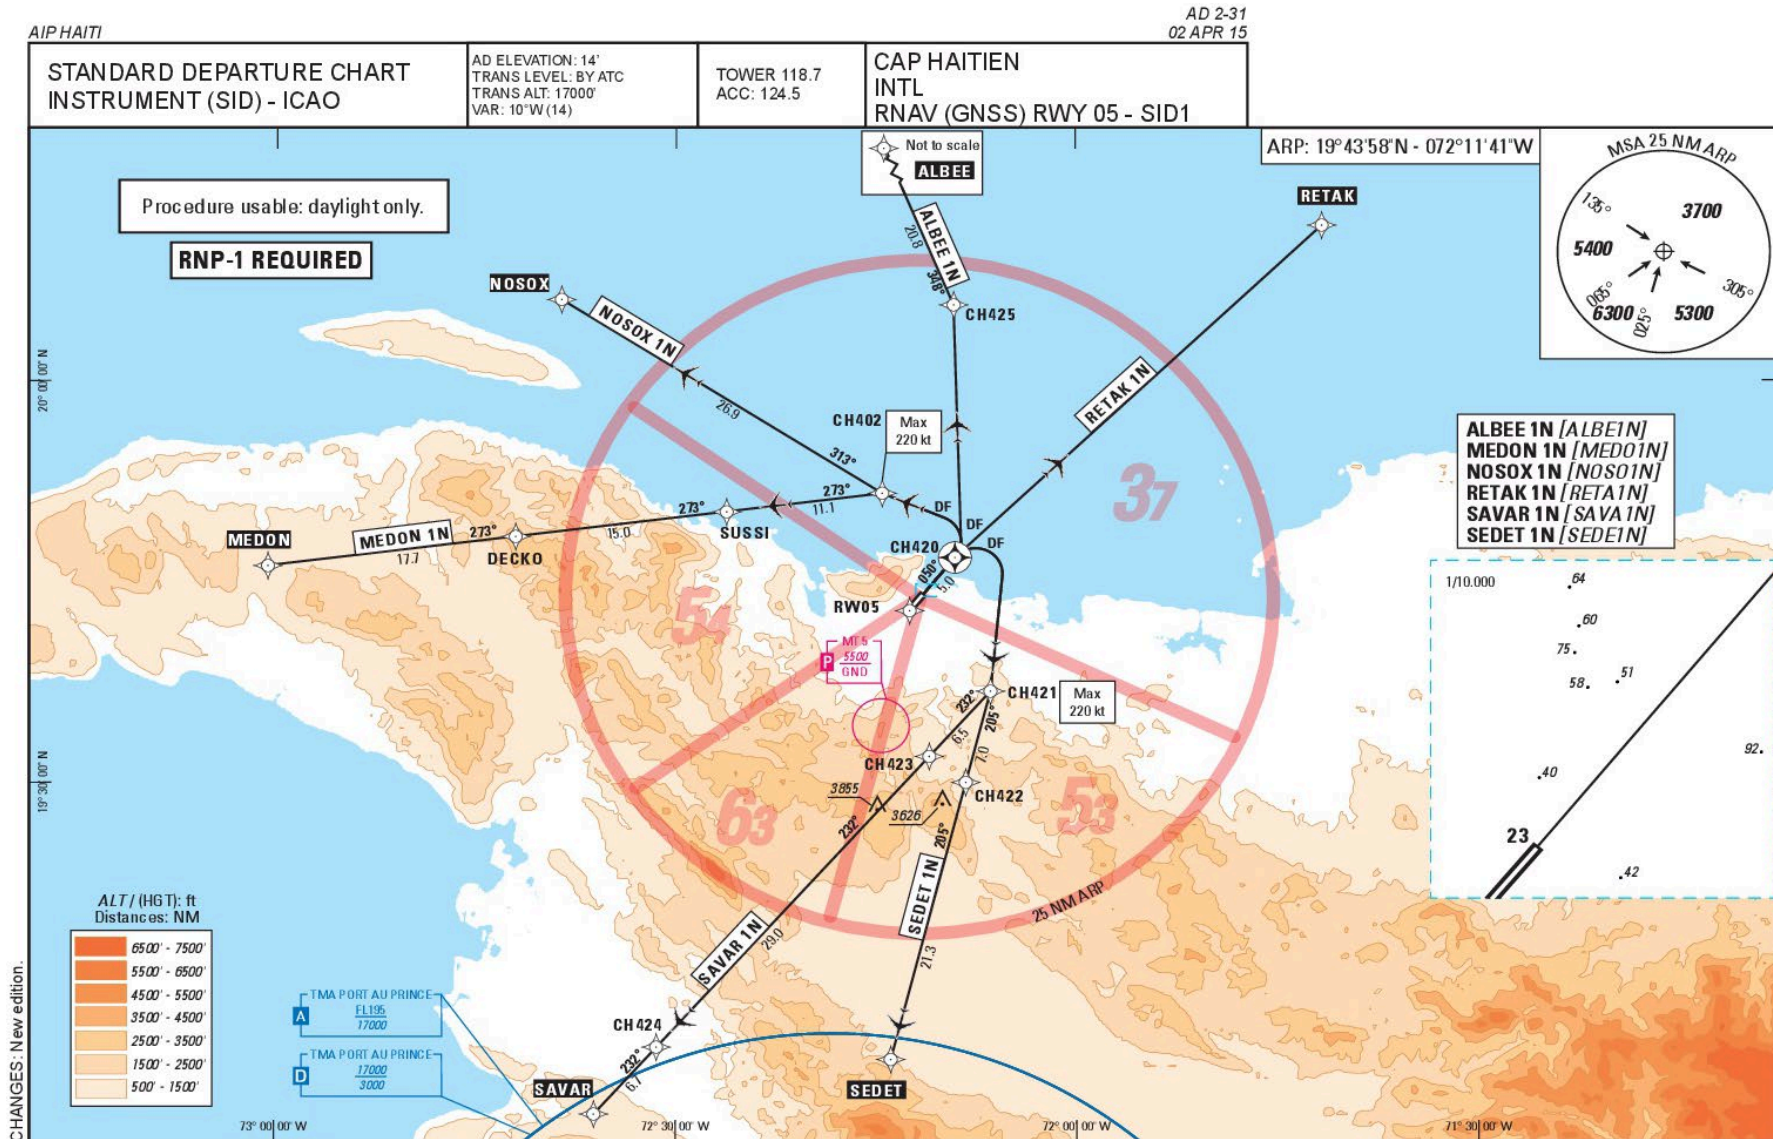 AIP HAITI
AD 2-31
02 APR 15
STANDARD DEPARTURE CHART
INSTRUMENT (SID) - ICAO
AD ELEVATION: 14'
TRANS LEVEL: BY ATC
TRANS ALT: 17000'
VAR: 10°W (14)
TOWER 118.7
ACC: 124.5
CAP HAITIEN
INTL
RNAV (GNSS) RWY 05 - SID1
ARP: 19°43'58"N - 072°11'41"W
MSA 25 NM ARP
135°
3700
5400
065°
305°
6300
025°
5300
Procedure usable: daylight only.
RNP-1 REQUIRED
Not to scale
ALBEE
ALBEE 1N
20.8
348°
CH425
RETAK
RETAK 1N
NOSOX
NOSOX 1N
26.9
313°
CH402
Max
220 kt
20° 00' 00" N
37
ALBEE 1N [ALBE1N]
MEDON 1N [MEDO1N]
NOSOX 1N [NOSO1N]
RETAK 1N [RETA1N]
SAVAR 1N [SAVA1N]
SEDET 1N [SEDE1N]
273°
11.1
DF
DF
DF
273°
SUSSI
15.0
273°
DECKO
MEDON 1N
17.7
MEDON
CH420
050°
5.0
RW05
54
MT5
P
5500
GND
CH421
Max
220 kt
232°
6.5
205°
7.0
CH423
CH422
3855
3626
232°
205°
63
53
19° 30' 00" N
1/10.000
64
60
75
51
58
92
40
23
42
SEDET 1N
21.3
25 NM ARP
SAVAR 1N
29.0
ALT / (HGT): ft
Distances: NM
6500' - 7500'
5500' - 6500'
4500' - 5500'
3500' - 4500'
2500' - 3500'
1500' - 2500'
500' - 1500'
TMA PORT AU PRINCE
A
FL195
17000
TMA PORT AU PRINCE
D
17000
3000
CH424
232°
6.7
SAVAR
SEDET
73° 00' 00" W
72° 30' 00" W
72° 00' 00" W
71° 30' 00" W
CHANGES: New edition.